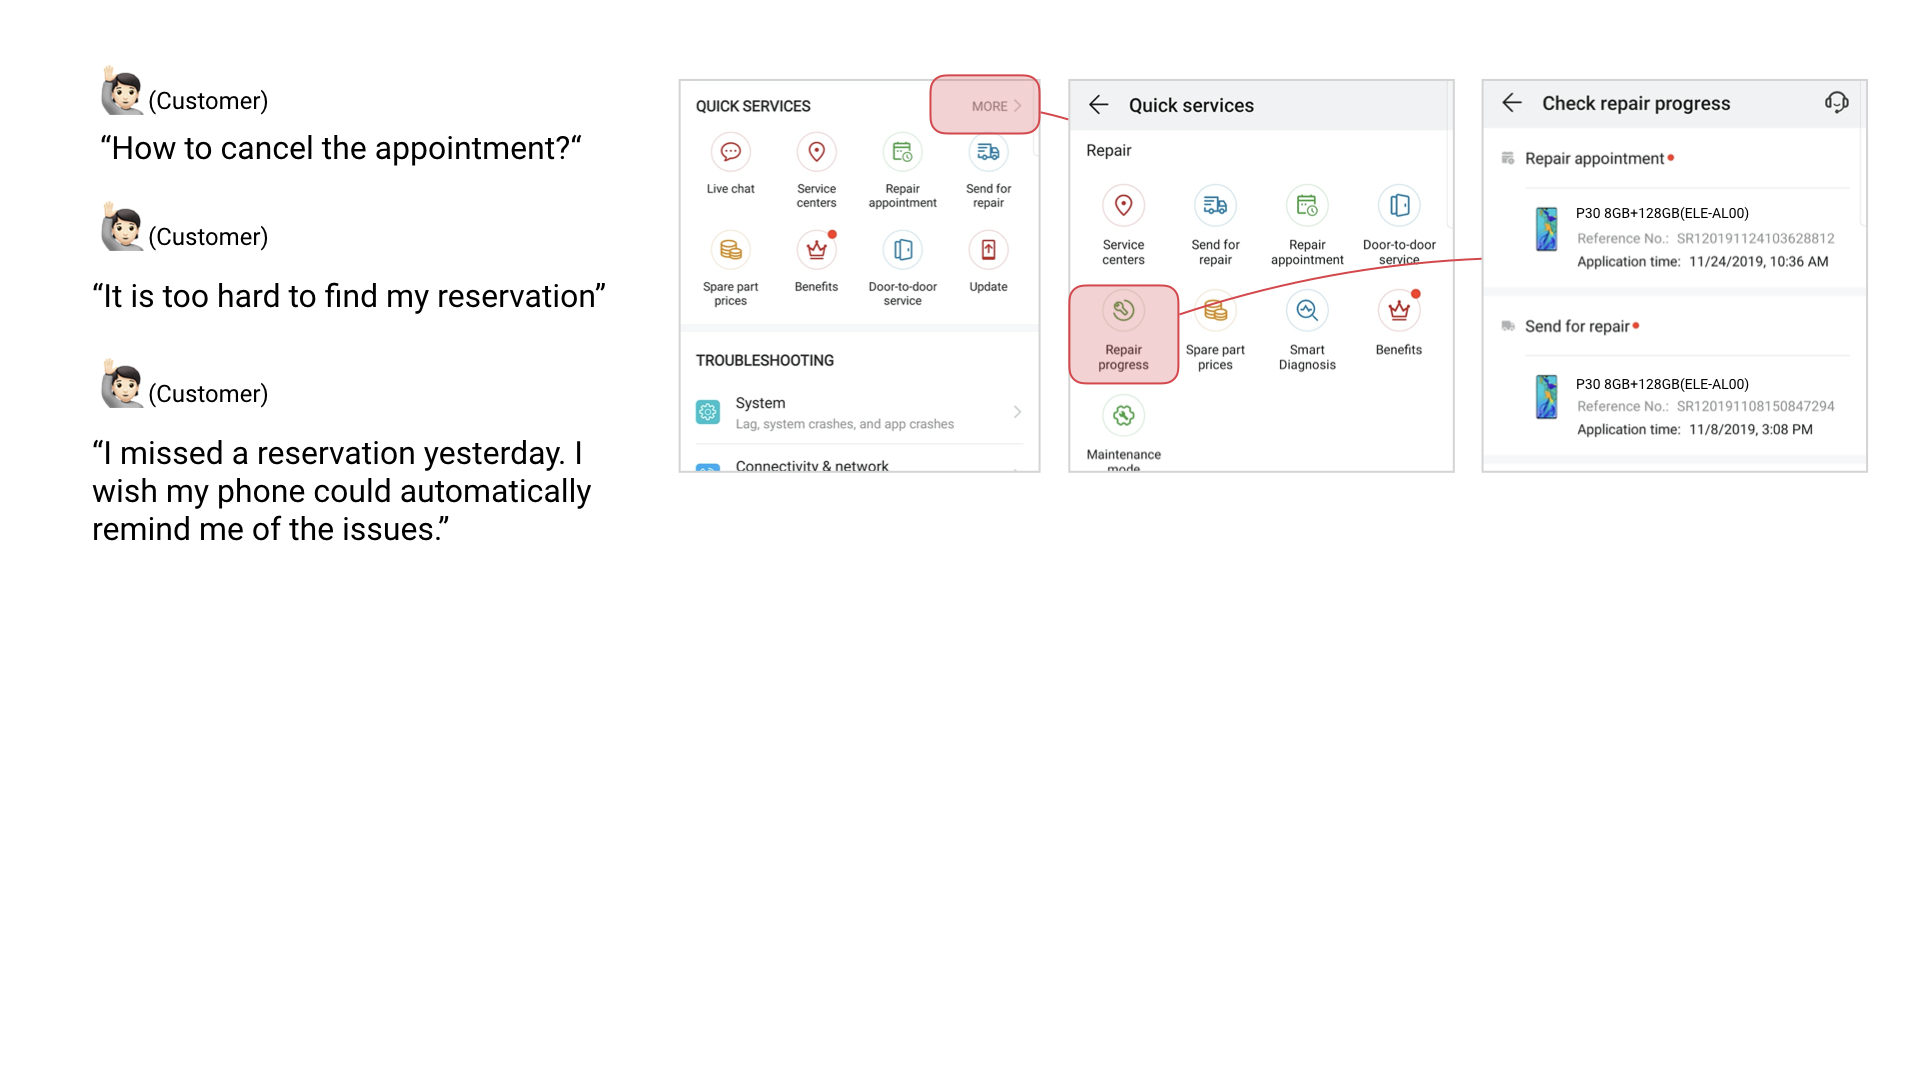 (Customer)
“How to cancel the appointment?“
(Customer)
“It is too hard to find my reservation”
(Customer)
“I missed a reservation yesterday. I
wish my phone could automatically
remind me of the issues.”
QUICK SERVICES
MORE
Live chat
Service
centers
Repair
appointment
Send for
repair
Spare part
prices
Benefits
Door-to-door
service
Update
TROUBLESHOOTING
System
Lag, system crashes, and app crashes
Connectivity & network
Quick services
Repair
Service
centers
Send for
repair
Repair
appointment
Door-to-door
service
Repair
progress
Spare part
prices
Smart
Diagnosis
Benefits
Maintenance
mode
Check repair progress
Repair appointment
P30 8GB+128GB(ELE-AL00)
Reference No.: SR120191124103628812
Application time: 11/24/2019, 10:36 AM
Send for repair
P30 8GB+128GB(ELE-AL00)
Reference No.: SR120191108150847294
Application time: 11/8/2019, 3:08 PM